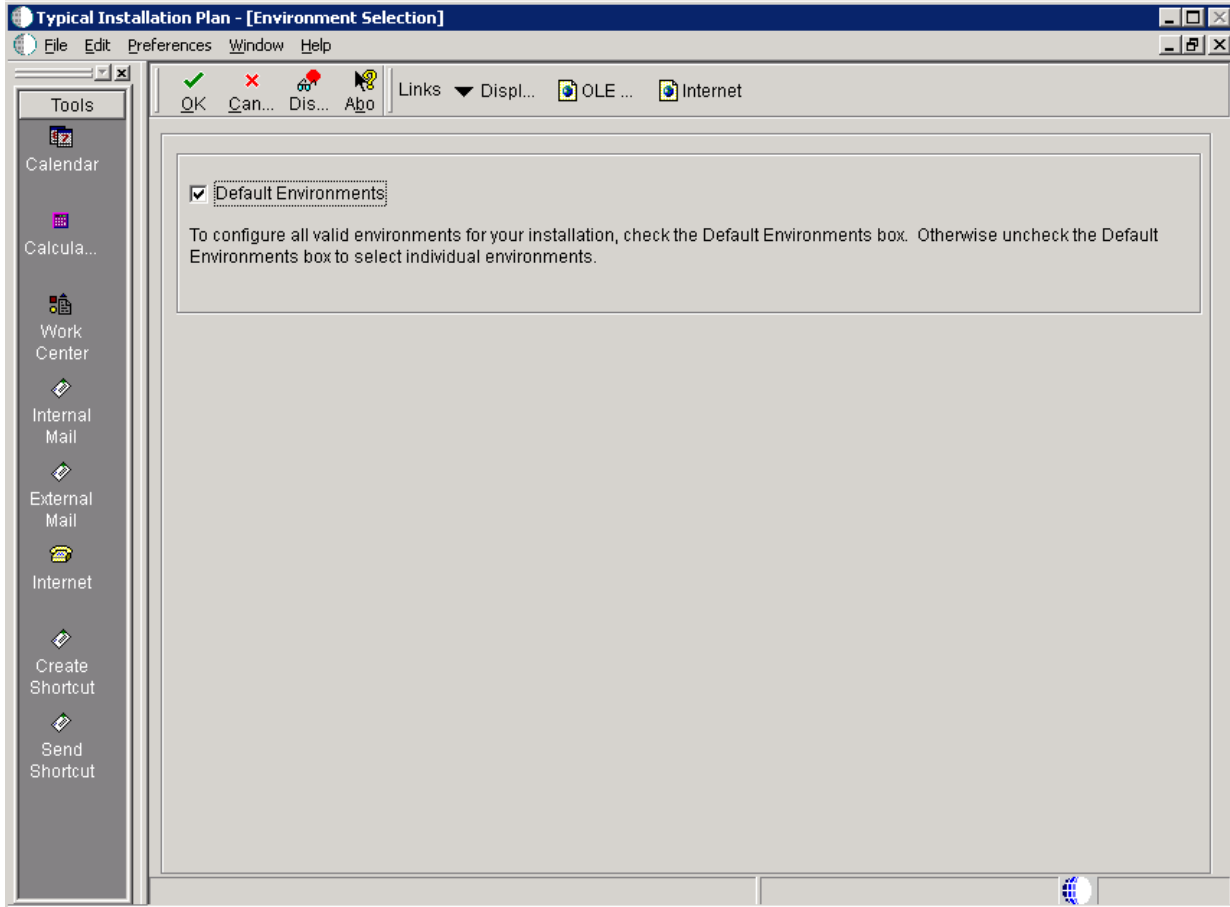 Typical Installation Plan - [Environment Selection]
File Edit Preferences Window Help
Tools
OK Can... Dis... Abo Links Displ... OLE ... Internet
Calendar
Calcula...
Work
Center
Internal
Mail
External
Mail
Internet
Create
Shortcut
Send
Shortcut
Default Environments
To configure all valid environments for your installation, check the Default Environments box. Otherwise uncheck the Default
Environments box to select individual environments.